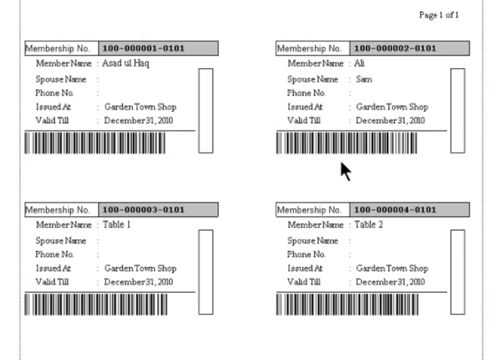 Page 1 of 1
Membership No. 100-000001-0101
Member Name : Asad ul Haq
Spouse Name :
Phone No. :
Issued At : Garden Town Shop
Valid Till : December 31, 2010
Membership No. 100-000002-0101
Member Name : Ali
Spouse Name : Sam
Phone No. :
Issued At : Garden Town Shop
Valid Till : December 31, 2010
Membership No. 100-000003-0101
Member Name : Table 1
Spouse Name :
Phone No. :
Issued At : Garden Town Shop
Valid Till : December 31, 2010
Membership No. 100-000004-0101
Member Name : Table 2
Spouse Name :
Phone No. :
Issued At : Garden Town Shop
Valid Till : December 31, 2010